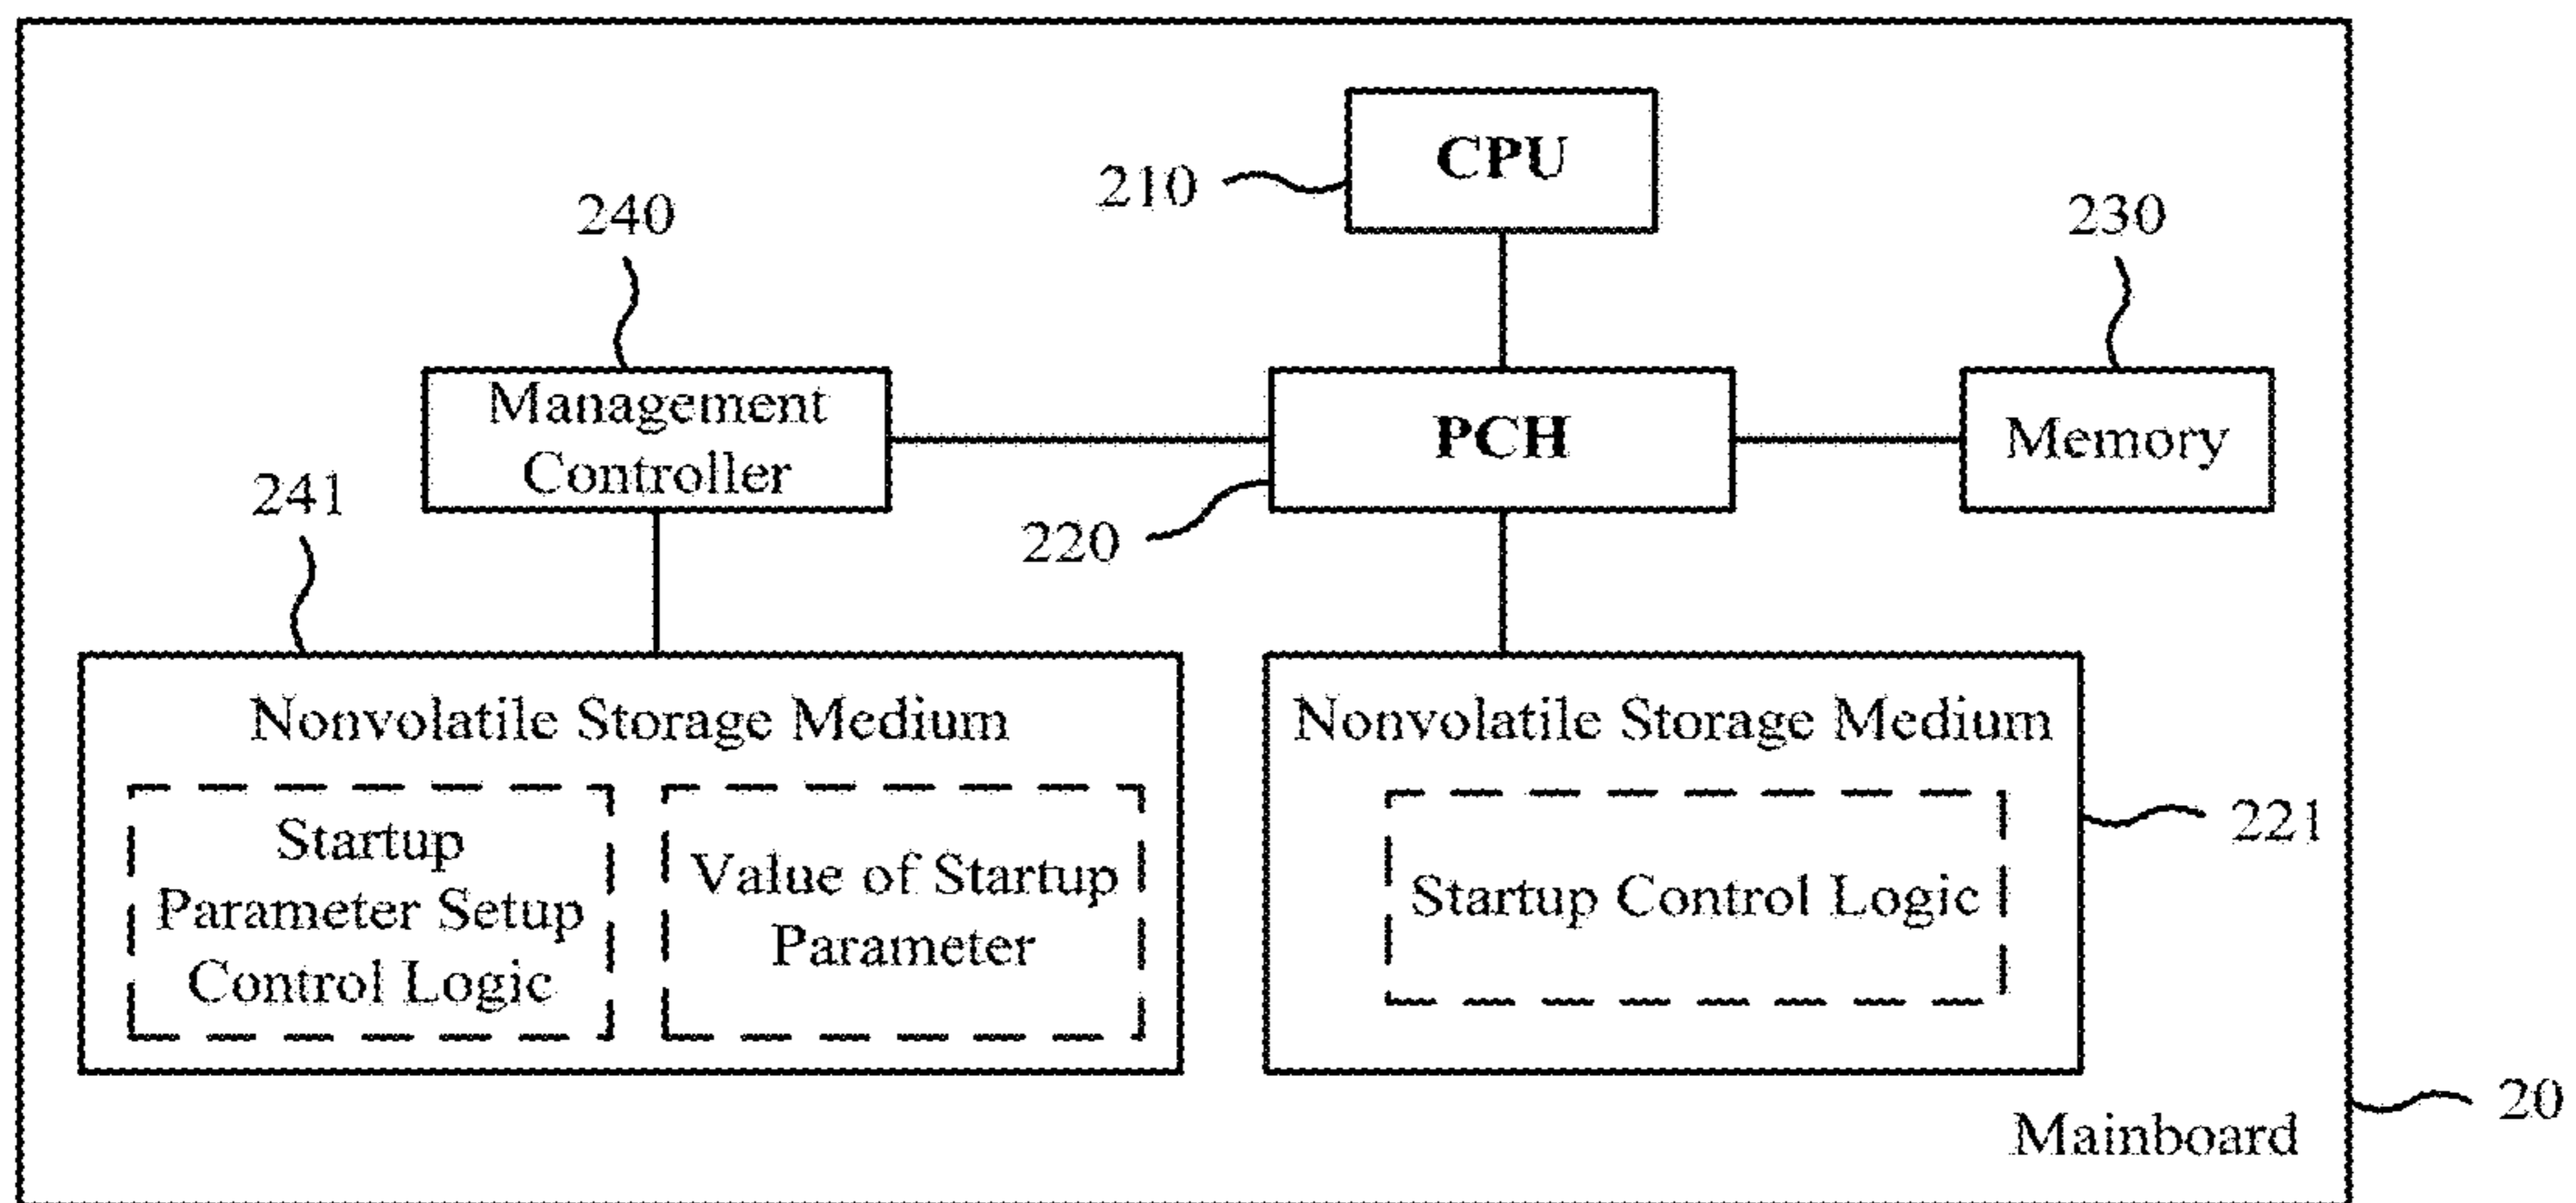 CPU
210
240
230
Management
Controller
PCH
Memory
241
220
Nonvolatile Storage Medium
Startup
Parameter Setup
Control Logic
Value of Startup
Parameter
Nonvolatile Storage Medium
Startup Control Logic
221
20
Mainboard